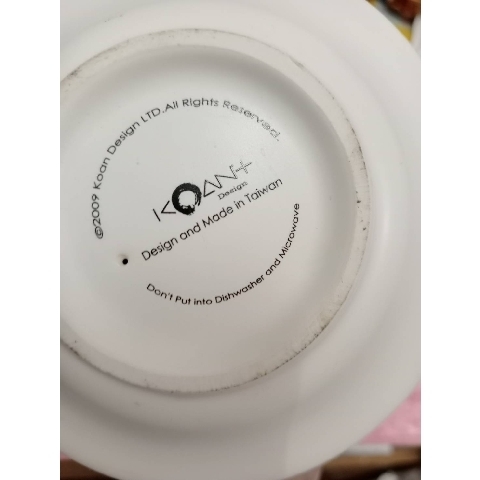 ©2009 Koan Design LTD.All Rights Reserved.
KOAN+
Design
Design and Made in Taiwan
Don't Put into Dishwasher and Microwave